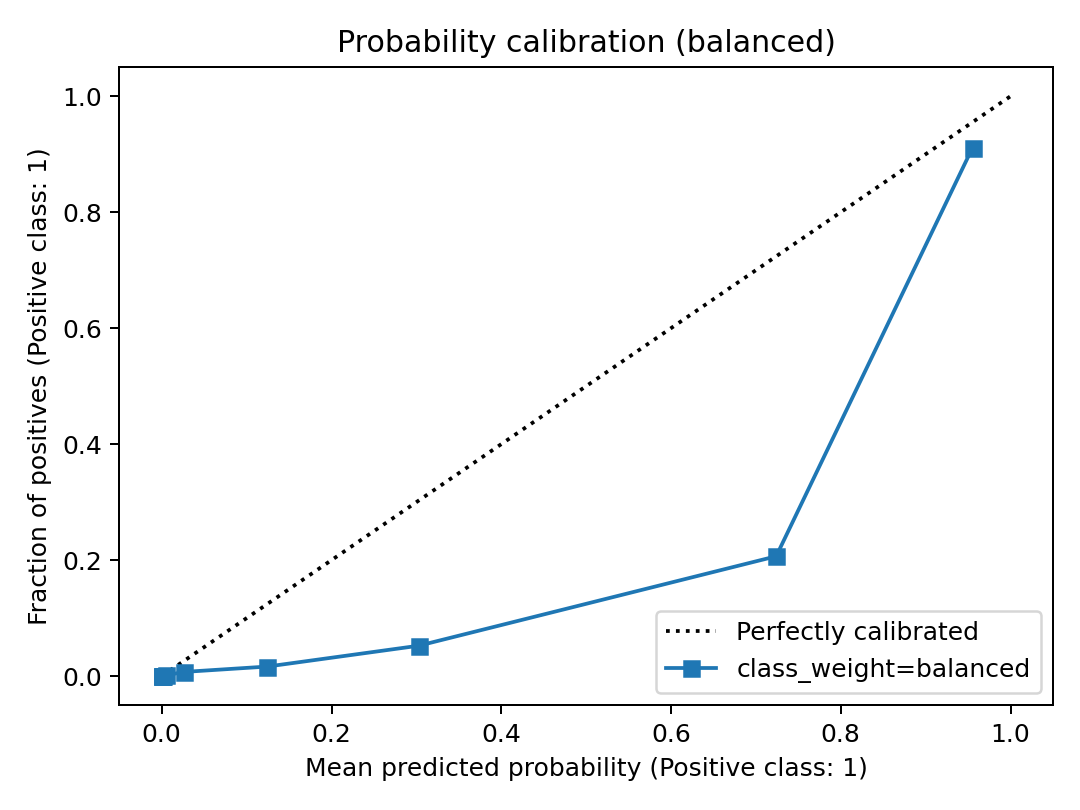 Probability calibration (balanced)
Fraction of positives (Positive class: 1)
1.0
0.8
0.6
0.4
0.2
0.0
Perfectly calibrated
class_weight=balanced
0.0 0.2 0.4 0.6 0.8 1.0
Mean predicted probability (Positive class: 1)